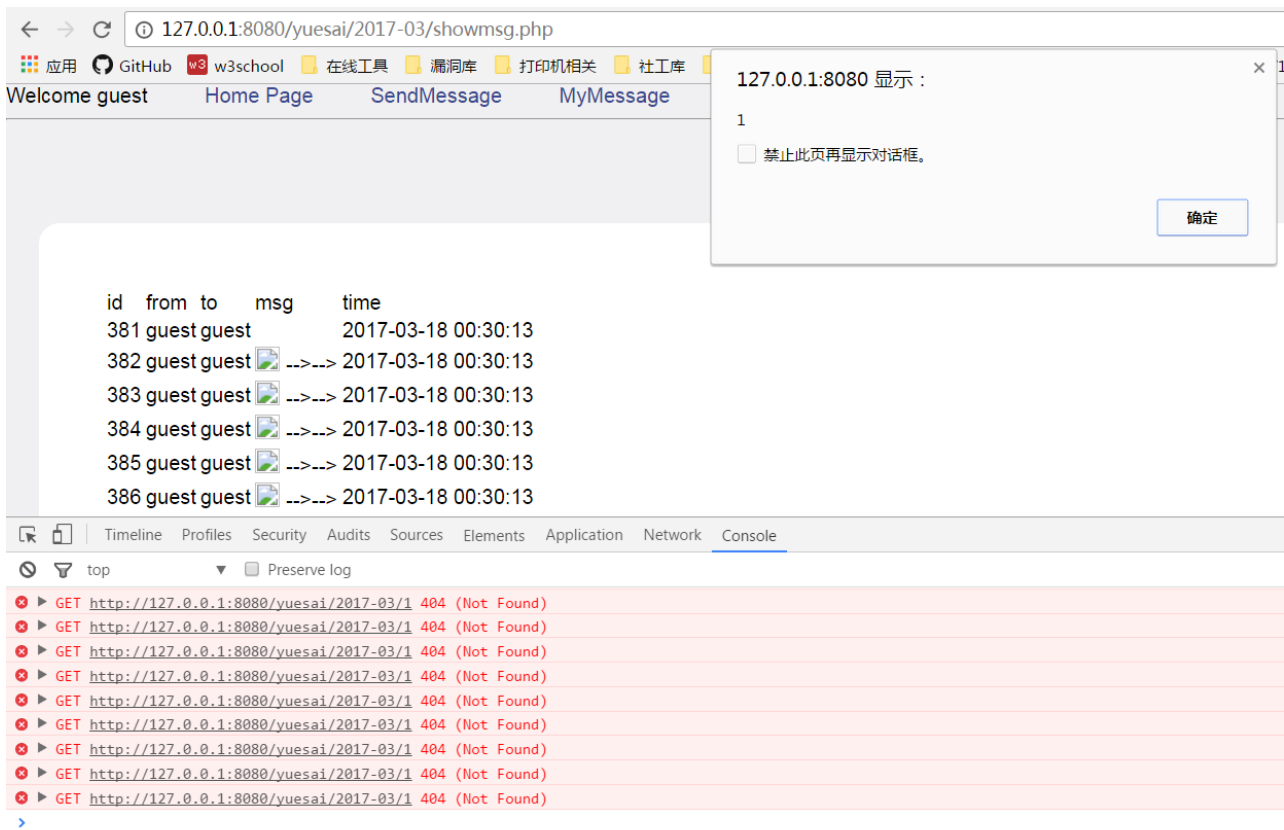 127.0.0.1:8080/yuesai/2017-03/showmsg.php
应用 GitHub w3 w3school 在线工具 漏洞库 打印机相关 社工库
127.0.0.1:8080 显示：
1
禁止此页再显示对话框。
确定
Welcome guest Home Page SendMessage MyMessage
id from to msg time
381 guest guest 2017-03-18 00:30:13
382 guest guest -->--> 2017-03-18 00:30:13
383 guest guest -->--> 2017-03-18 00:30:13
384 guest guest -->--> 2017-03-18 00:30:13
385 guest guest -->--> 2017-03-18 00:30:13
386 guest guest -->--> 2017-03-18 00:30:13
Timeline Profiles Security Audits Sources Elements Application Network Console
top Preserve log
GET http://127.0.0.1:8080/yuesai/2017-03/1 404 (Not Found)
GET http://127.0.0.1:8080/yuesai/2017-03/1 404 (Not Found)
GET http://127.0.0.1:8080/yuesai/2017-03/1 404 (Not Found)
GET http://127.0.0.1:8080/yuesai/2017-03/1 404 (Not Found)
GET http://127.0.0.1:8080/yuesai/2017-03/1 404 (Not Found)
GET http://127.0.0.1:8080/yuesai/2017-03/1 404 (Not Found)
GET http://127.0.0.1:8080/yuesai/2017-03/1 404 (Not Found)
GET http://127.0.0.1:8080/yuesai/2017-03/1 404 (Not Found)
GET http://127.0.0.1:8080/yuesai/2017-03/1 404 (Not Found)